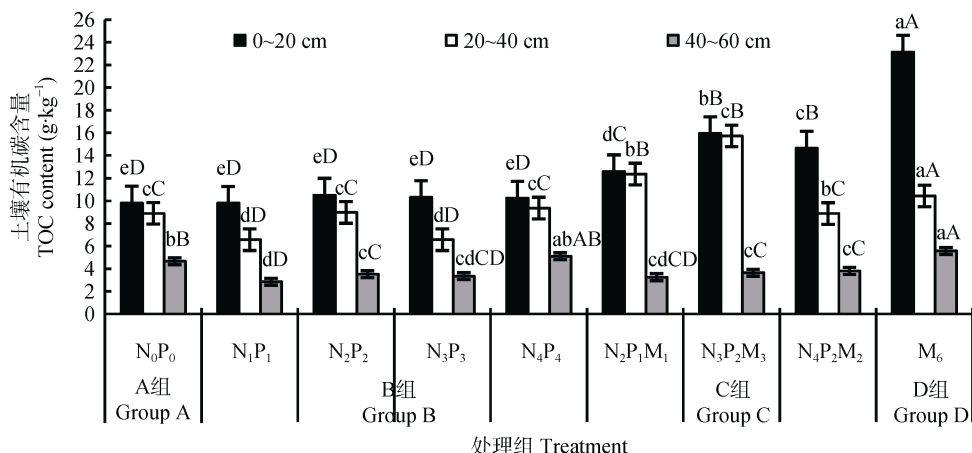 土壤有机碳含量
TOC content (g·kg⁻¹)
26
24
22
20
18
16
14
12
10
8
6
4
2
0
0~20 cm
20~40 cm
40~60 cm
eD
cC
bB
eD
dD
dD
eD
cC
cC
eD
dD
cdCD
eD
cC
abAB
dC
bB
cdCD
bB
cB
cC
cB
bC
cC
aA
aA
aA
N₀P₀
N₁P₁
N₂P₂
N₃P₃
N₄P₄
N₂P₁M₁
N₃P₂M₃
N₄P₂M₂
M₆
A组
Group A
B组
Group B
C组
Group C
D组
Group D
处理组 Treatment